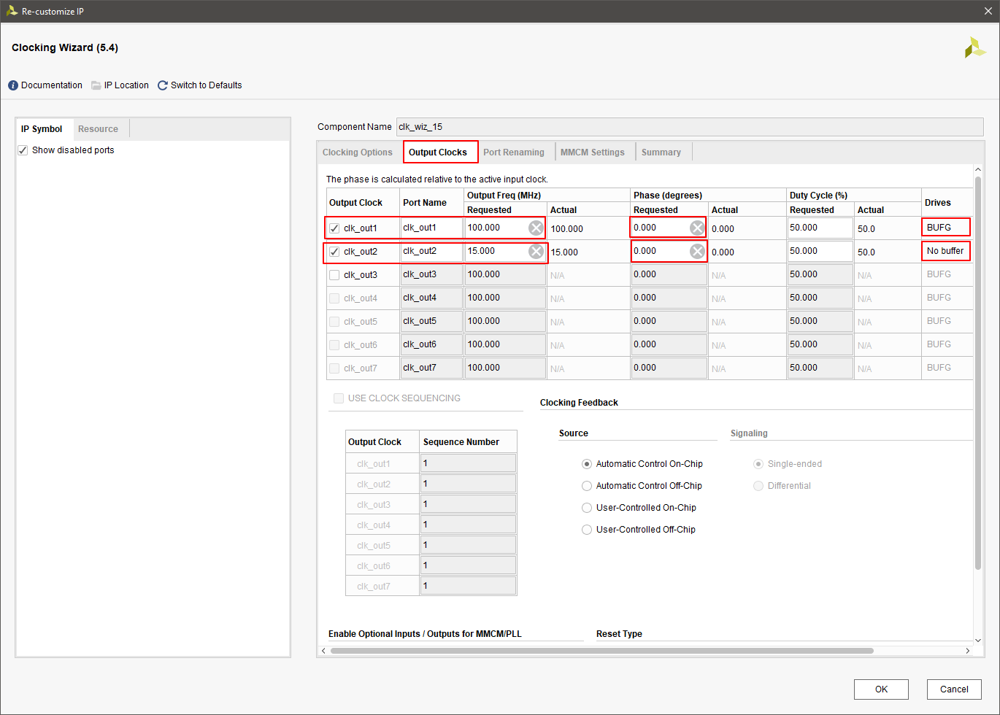 Re-customize IP
Clocking Wizard (5.4)
Documentation IP Location Switch to Defaults
IP Symbol Resource
Show disabled ports
Component Name clk_wiz_15
Clocking Options Output Clocks Port Renaming MMCM Settings Summary
The phase is calculated relative to the active input clock.
Output Clock Port Name Output Freq (MHz) Phase (degrees) Duty Cycle (%) Drives
Requested Actual Requested Actual Requested Actual
clk_out1 clk_out1 100.000 100.000 0.000 0.000 50.000 50.0 BUFG
clk_out2 clk_out2 15.000 15.000 0.000 0.000 50.000 50.0 No buffer
clk_out3 clk_out3 100.000 N/A 0.000 N/A 50.000 N/A BUFG
clk_out4 clk_out4 100.000 N/A 0.000 N/A 50.000 N/A BUFG
clk_out5 clk_out5 100.000 N/A 0.000 N/A 50.000 N/A BUFG
clk_out6 clk_out6 100.000 N/A 0.000 N/A 50.000 N/A BUFG
clk_out7 clk_out7 100.000 N/A 0.000 N/A 50.000 N/A BUFG
USE CLOCK SEQUENCING
Output Clock Sequence Number
clk_out1 1
clk_out2 1
clk_out3 1
clk_out4 1
clk_out5 1
clk_out6 1
clk_out7 1
Clocking Feedback
Source
Automatic Control On-Chip
Automatic Control Off-Chip
User-Controlled On-Chip
User-Controlled Off-Chip
Signaling
Single-ended
Differential
Enable Optional Inputs / Outputs for MMCM/PLL
Reset Type
OK Cancel